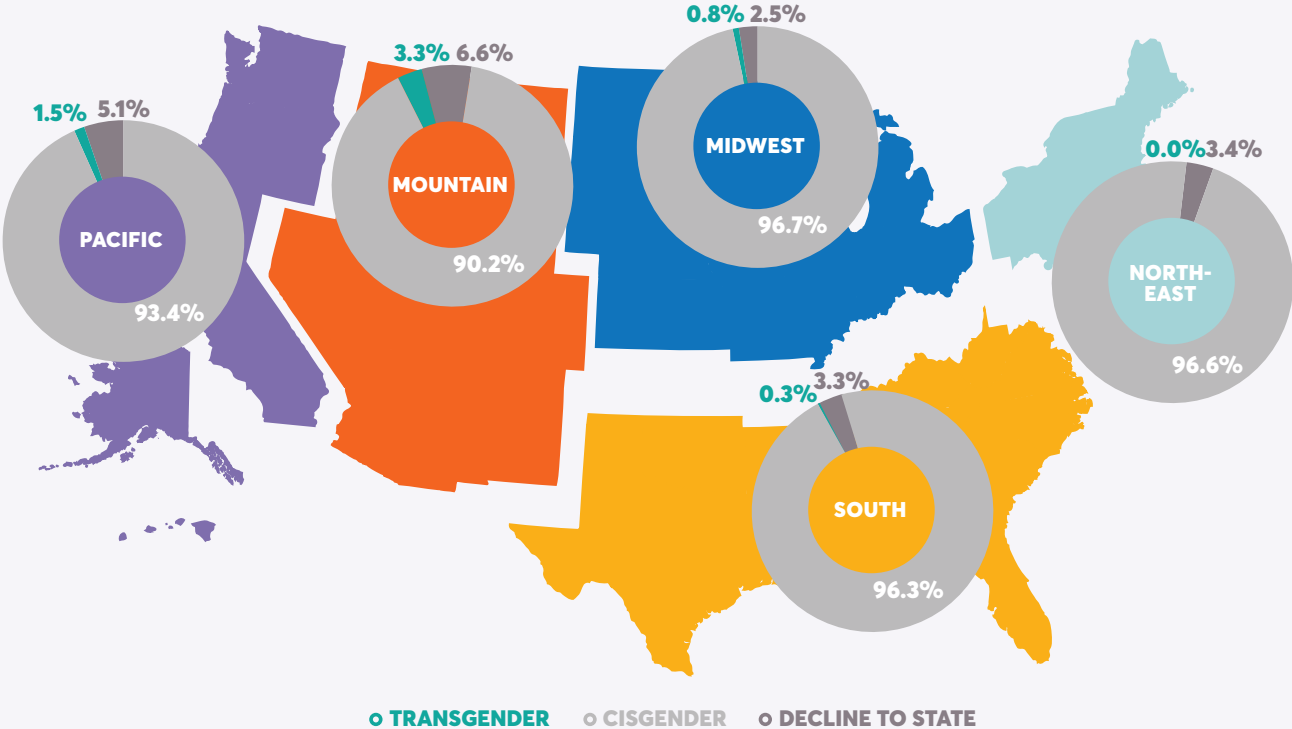 0.8% 2.5%
3.3% 6.6%
1.5% 5.1%
MIDWEST
0.0% 3.4%
MOUNTAIN
96.7%
PACIFIC
90.2%
NORTH-
EAST
93.4%
96.6%
0.3% 3.3%
SOUTH
96.3%
TRANSGENDER CISGENDER DECLINE TO STATE